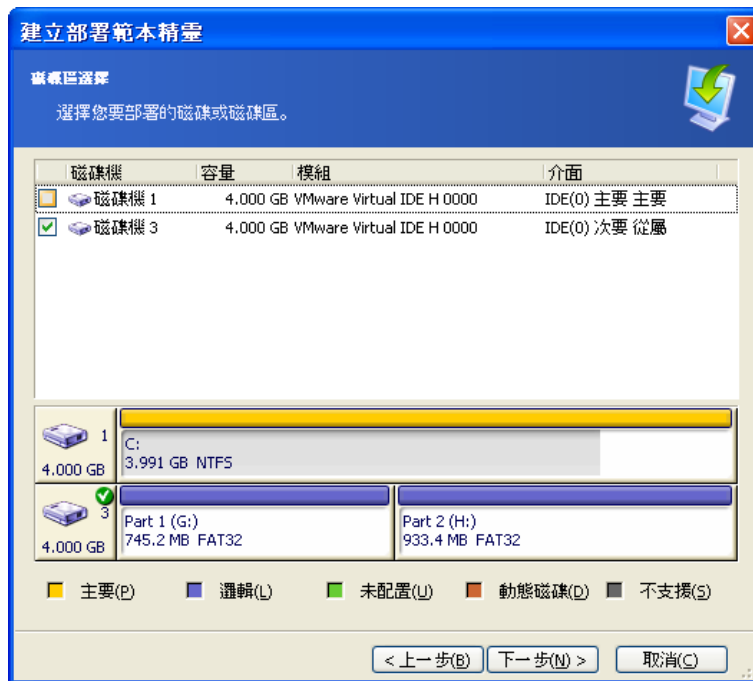 建立部署範本精靈
磁碟區選擇
選擇您要部署的磁碟或磁碟區。
磁碟機 容量 模組 介面
磁碟機 1 4.000 GB VMware Virtual IDE H 0000 IDE(0) 主要 主要
磁碟機 3 4.000 GB VMware Virtual IDE H 0000 IDE(0) 次要 從屬
1
4.000 GB
C:
3.991 GB NTFS
3
4.000 GB
Part 1 (G:)
745.2 MB FAT32
Part 2 (H:)
933.4 MB FAT32
主要(P) 邏輯(L) 未配置(U) 動態磁碟(D) 不支援(S)
< 上一步(B) 下一步(N) > 取消(C)